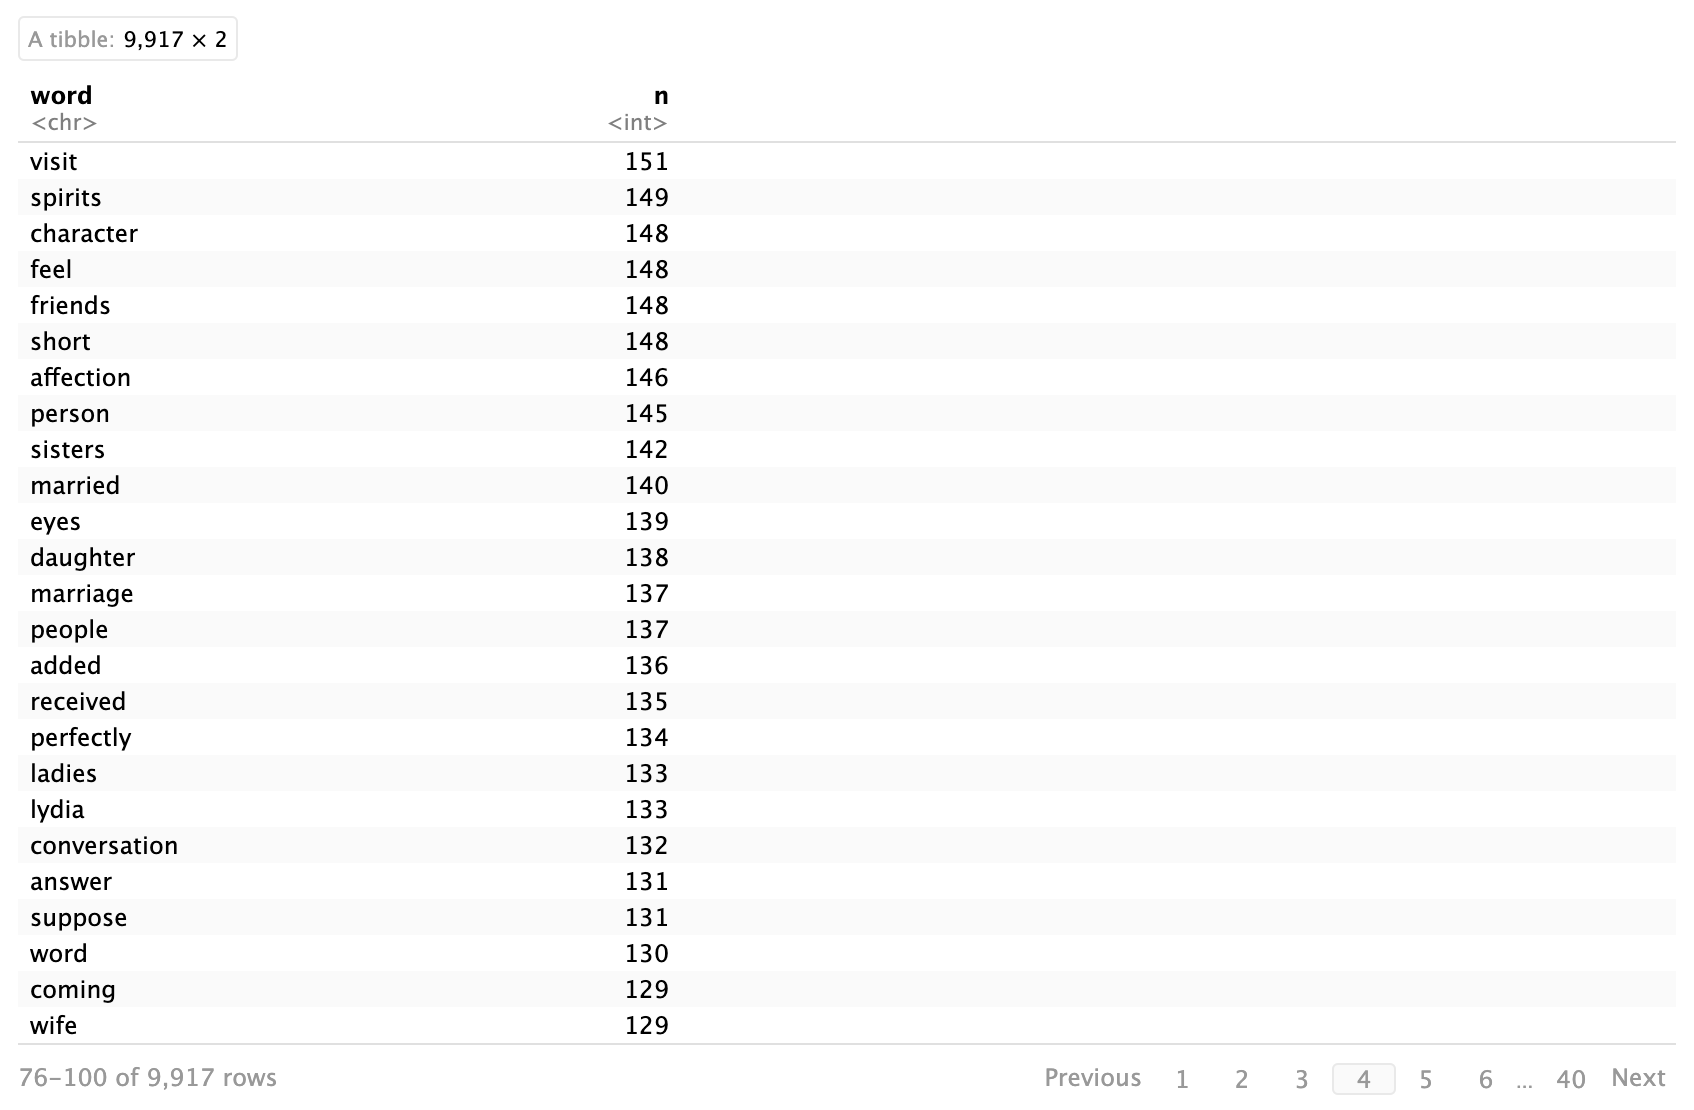 A tibble: 9,917 × 2
word n
<chr> <int>
visit 151
spirits 149
character 148
feel 148
friends 148
short 148
affection 146
person 145
sisters 142
married 140
eyes 139
daughter 138
marriage 137
people 137
added 136
received 135
perfectly 134
ladies 133
lydia 133
conversation 132
answer 131
suppose 131
word 130
coming 129
wife 129
76–100 of 9,917 rows Previous 1 2 3 4 5 6 ... 40 Next